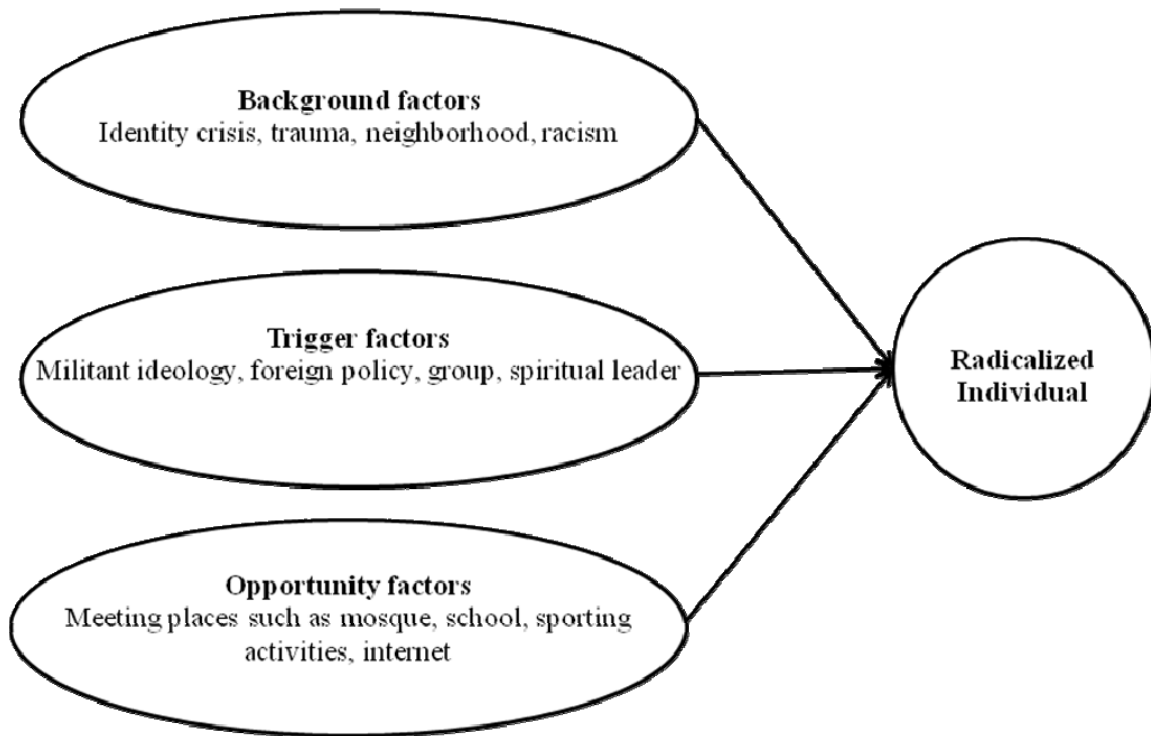 Background factors
Identity crisis, trauma, neighborhood, racism
Trigger factors
Militant ideology, foreign policy, group, spiritual leader
Radicalized
Individual
Opportunity factors
Meeting places such as mosque, school, sporting
activities, internet